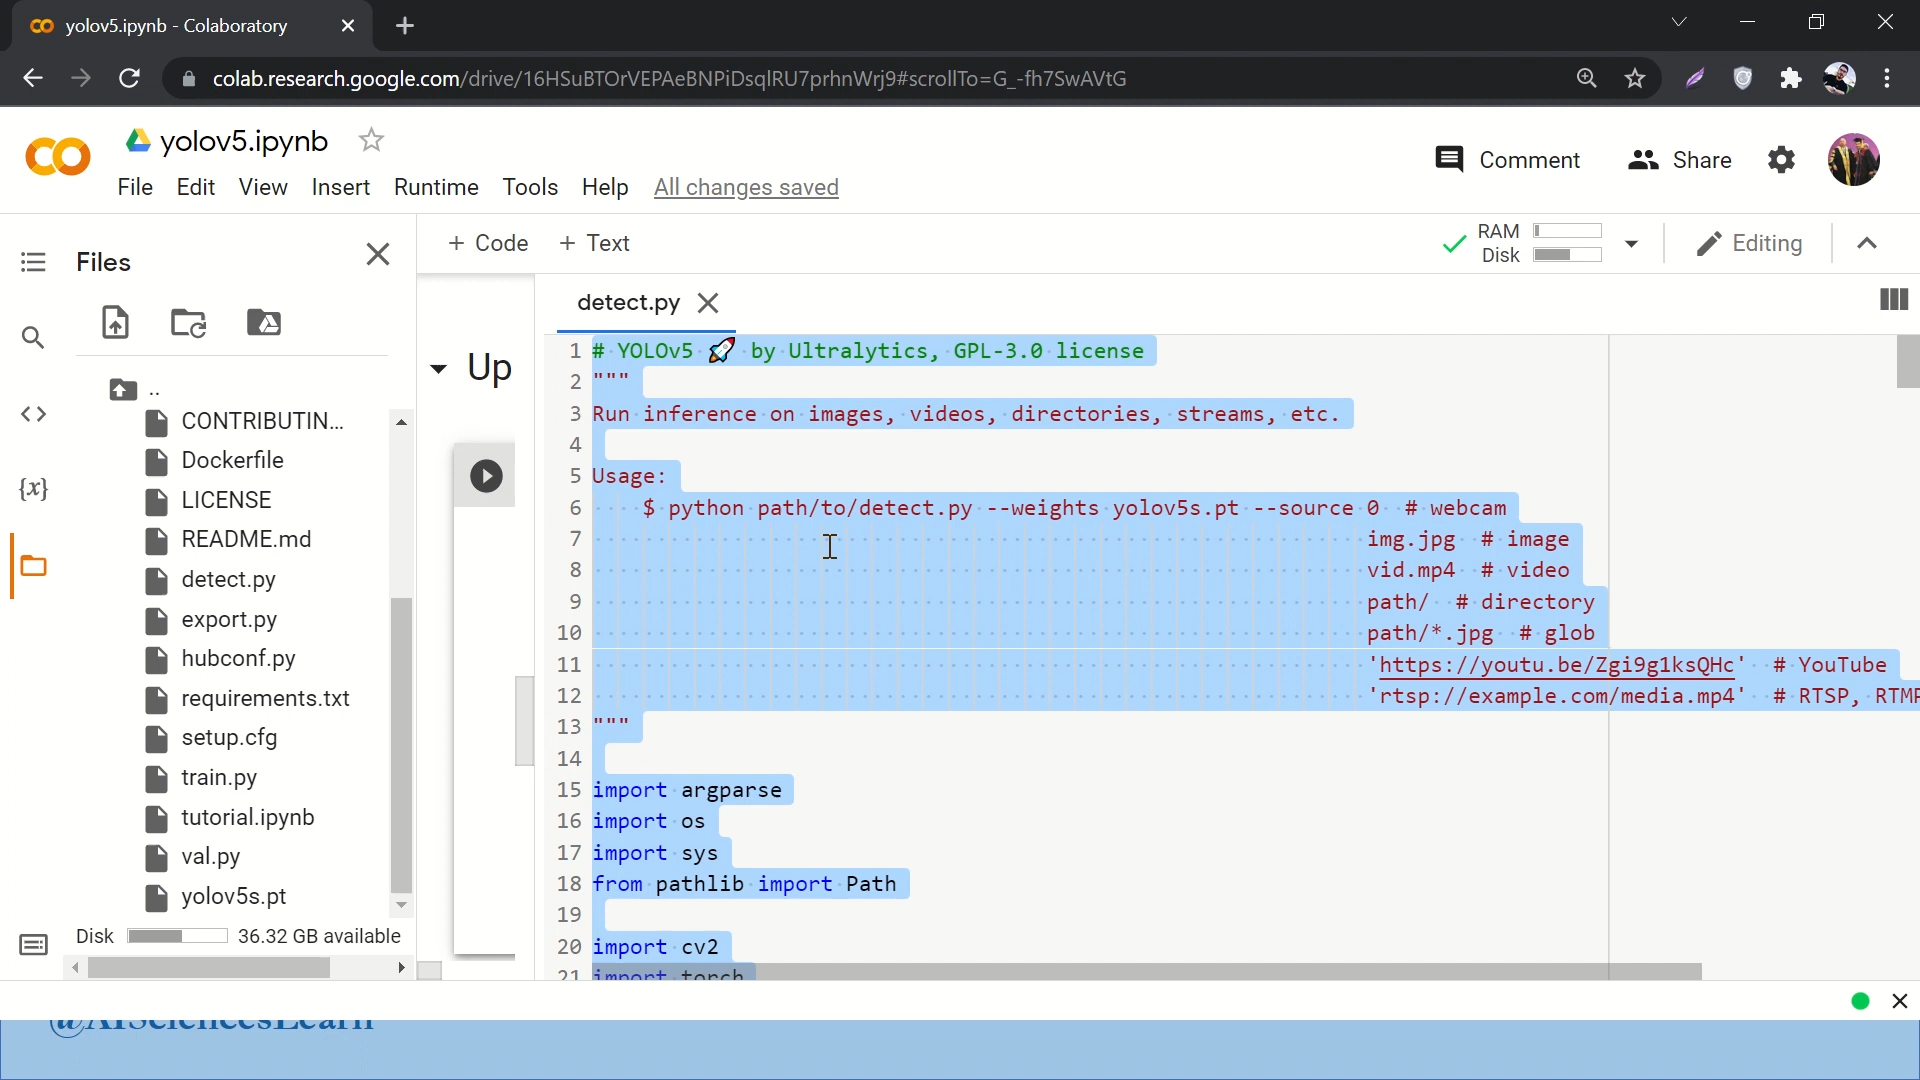 yolov5.ipynb - Colaboratory
colab.research.google.com/drive/16HSuBTOrVEPAeBNPiDsqlRU7prhnWrj9#scrollTo=G_-fh7SwAVtG
yolov5.ipynb
Comment
Share
File Edit View Insert Runtime Tools Help All changes saved
Files
+ Code + Text
RAM
Disk
Editing
detect.py
..
CONTRIBUTIN...
Dockerfile
LICENSE
README.md
detect.py
export.py
hubconf.py
requirements.txt
setup.cfg
train.py
tutorial.ipynb
val.py
yolov5s.pt
Disk 36.32 GB available
Up
1 # YOLOv5 🚀 by Ultralytics, GPL-3.0 license
2 """
3 Run inference on images, videos, directories, streams, etc.
4
5 Usage:
6 $ python path/to/detect.py --weights yolov5s.pt --source 0 # webcam
7 img.jpg # image
8 vid.mp4 # video
9 path/ # directory
10 path/*.jpg # glob
11 'https://youtu.be/Zgi9g1ksQHc' # YouTube
12 'rtsp://example.com/media.mp4' # RTSP, RTMP
13 """
14
15 import argparse
16 import os
17 import sys
18 from pathlib import Path
19
20 import cv2
21 import torch
@AISciencesLearn